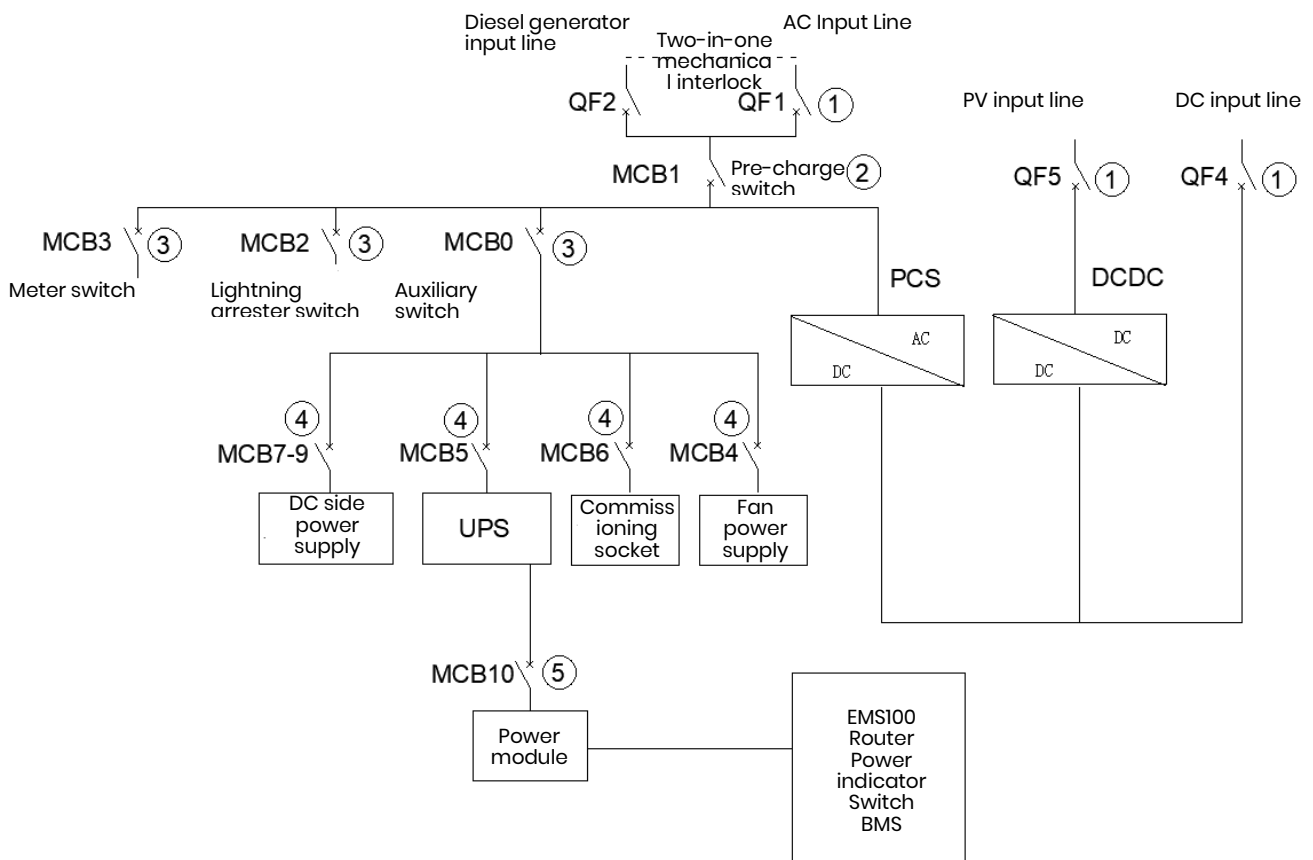 Diesel generator
input line
AC Input Line
Two-in-one
mechanica
l interlock
QF2
QF1
1
PV input line
DC input line
MCB1
Pre-charge
switch
2
QF5
1
QF4
1
MCB3
3
MCB2
3
MCB0
3
Meter switch
Lightning
arrester switch
Auxiliary
switch
PCS
DCDC
AC
DC
DC
DC
4
4
4
4
MCB7-9
MCB5
MCB6
MCB4
DC side
power
supply
UPS
Commiss
ioning
socket
Fan
power
supply
MCB10
5
Power
module
EMS100
Router
Power
indicator
Switch
BMS